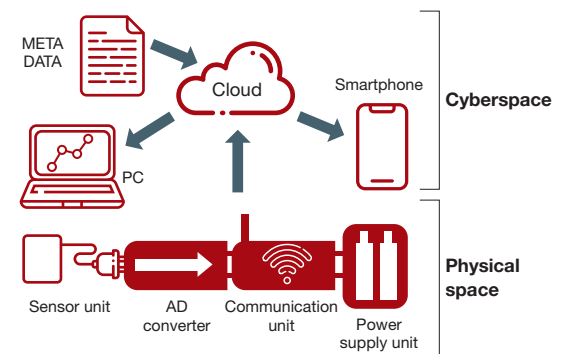 META
DATA
Cloud
Smartphone
Cyberspace
PC
Physical
space
Sensor unit
AD
converter
Communication
unit
Power
supply unit